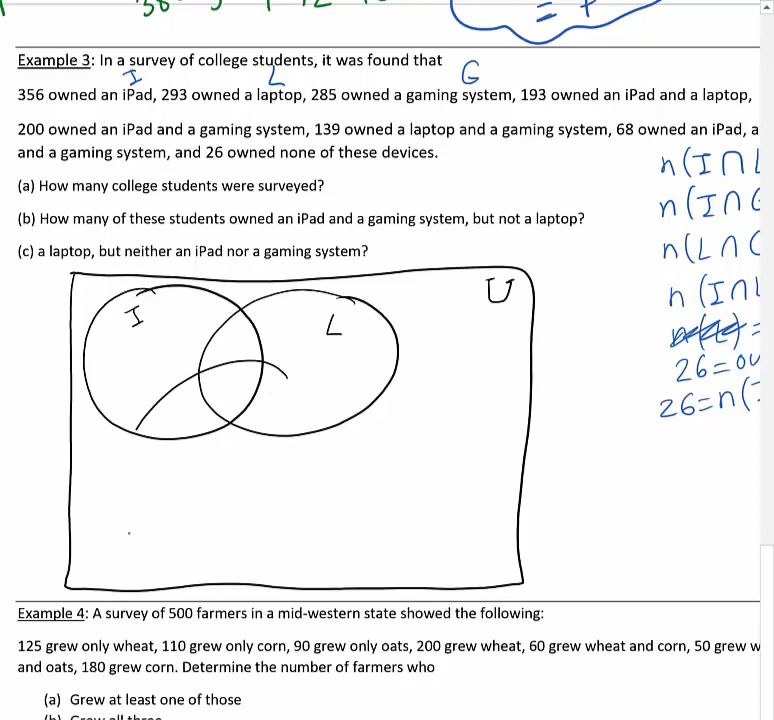 = 7
Example 3: In a survey of college students, it was found that
I L G
356 owned an iPad, 293 owned a laptop, 285 owned a gaming system, 193 owned an iPad and a laptop,
200 owned an iPad and a gaming system, 139 owned a laptop and a gaming system, 68 owned an iPad, a
and a gaming system, and 26 owned none of these devices.
n(I∩L
(a) How many college students were surveyed?
n(I∩G
(b) How many of these students owned an iPad and a gaming system, but not a laptop?
n(L∩G
(c) a laptop, but neither an iPad nor a gaming system?
n(I∩L
U
I
L
=
26=ou
26=n(I
Example 4: A survey of 500 farmers in a mid-western state showed the following:
125 grew only wheat, 110 grew only corn, 90 grew only oats, 200 grew wheat, 60 grew wheat and corn, 50 grew w
and oats, 180 grew corn. Determine the number of farmers who
(a) Grew at least one of those
(b) Grew all three